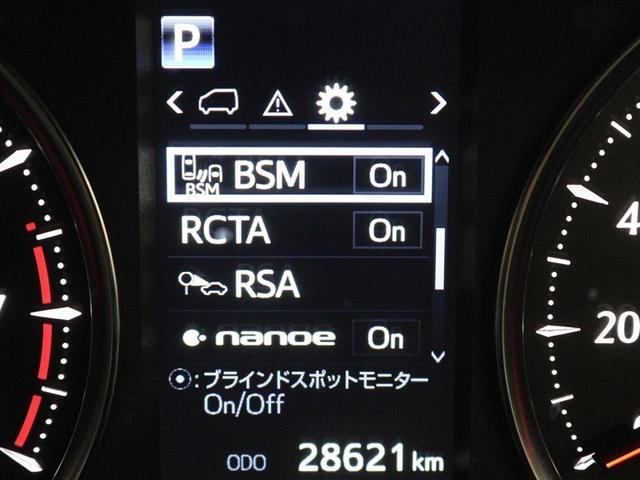 P
BSM BSM On
RCTA On
RSA
nanoe On
:ブラインドスポットモニター
On/Off
ODO 28621 km
4
20